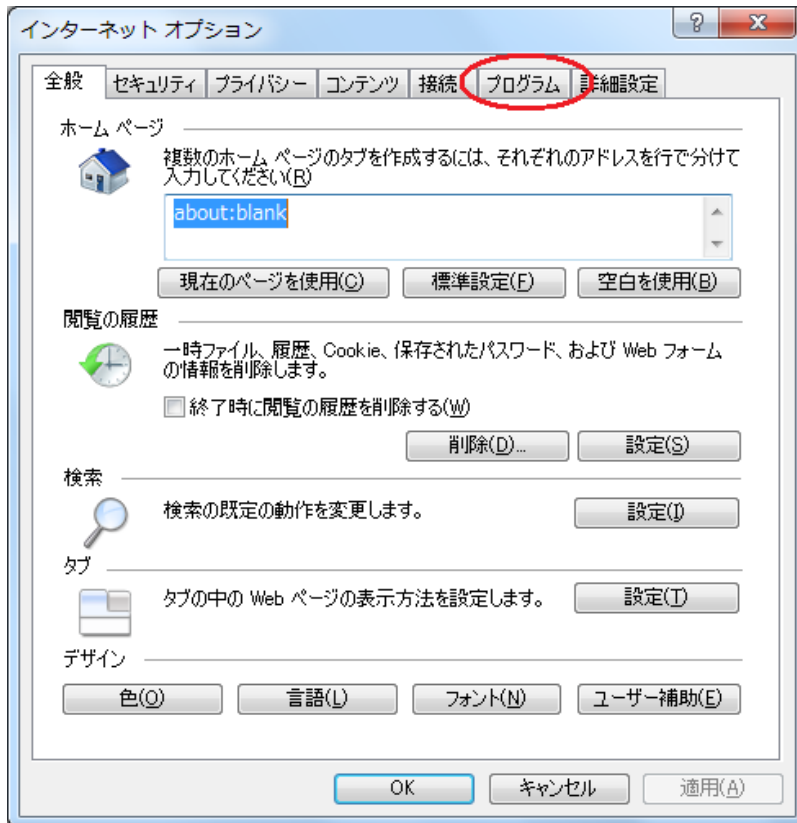 インターネット オプション
全般 セキュリティ プライバシー コンテンツ 接続 プログラム 詳細設定
ホーム ページ
複数のホーム ページのタブを作成するには、それぞれのアドレスを行で分けて
入力してください(R)
about:blank
現在のページを使用(C) 標準設定(F) 空白を使用(B)
閲覧の履歴
一時ファイル、履歴、Cookie、保存されたパスワード、および Web フォーム
の情報を削除します。
終了時に閲覧の履歴を削除する(W)
削除(D)... 設定(S)
検索
検索の既定の動作を変更します。 設定(I)
タブ
タブの中の Web ページの表示方法を設定します。 設定(T)
デザイン
色(O) 言語(L) フォント(N) ユーザー補助(E)
OK キャンセル 適用(A)